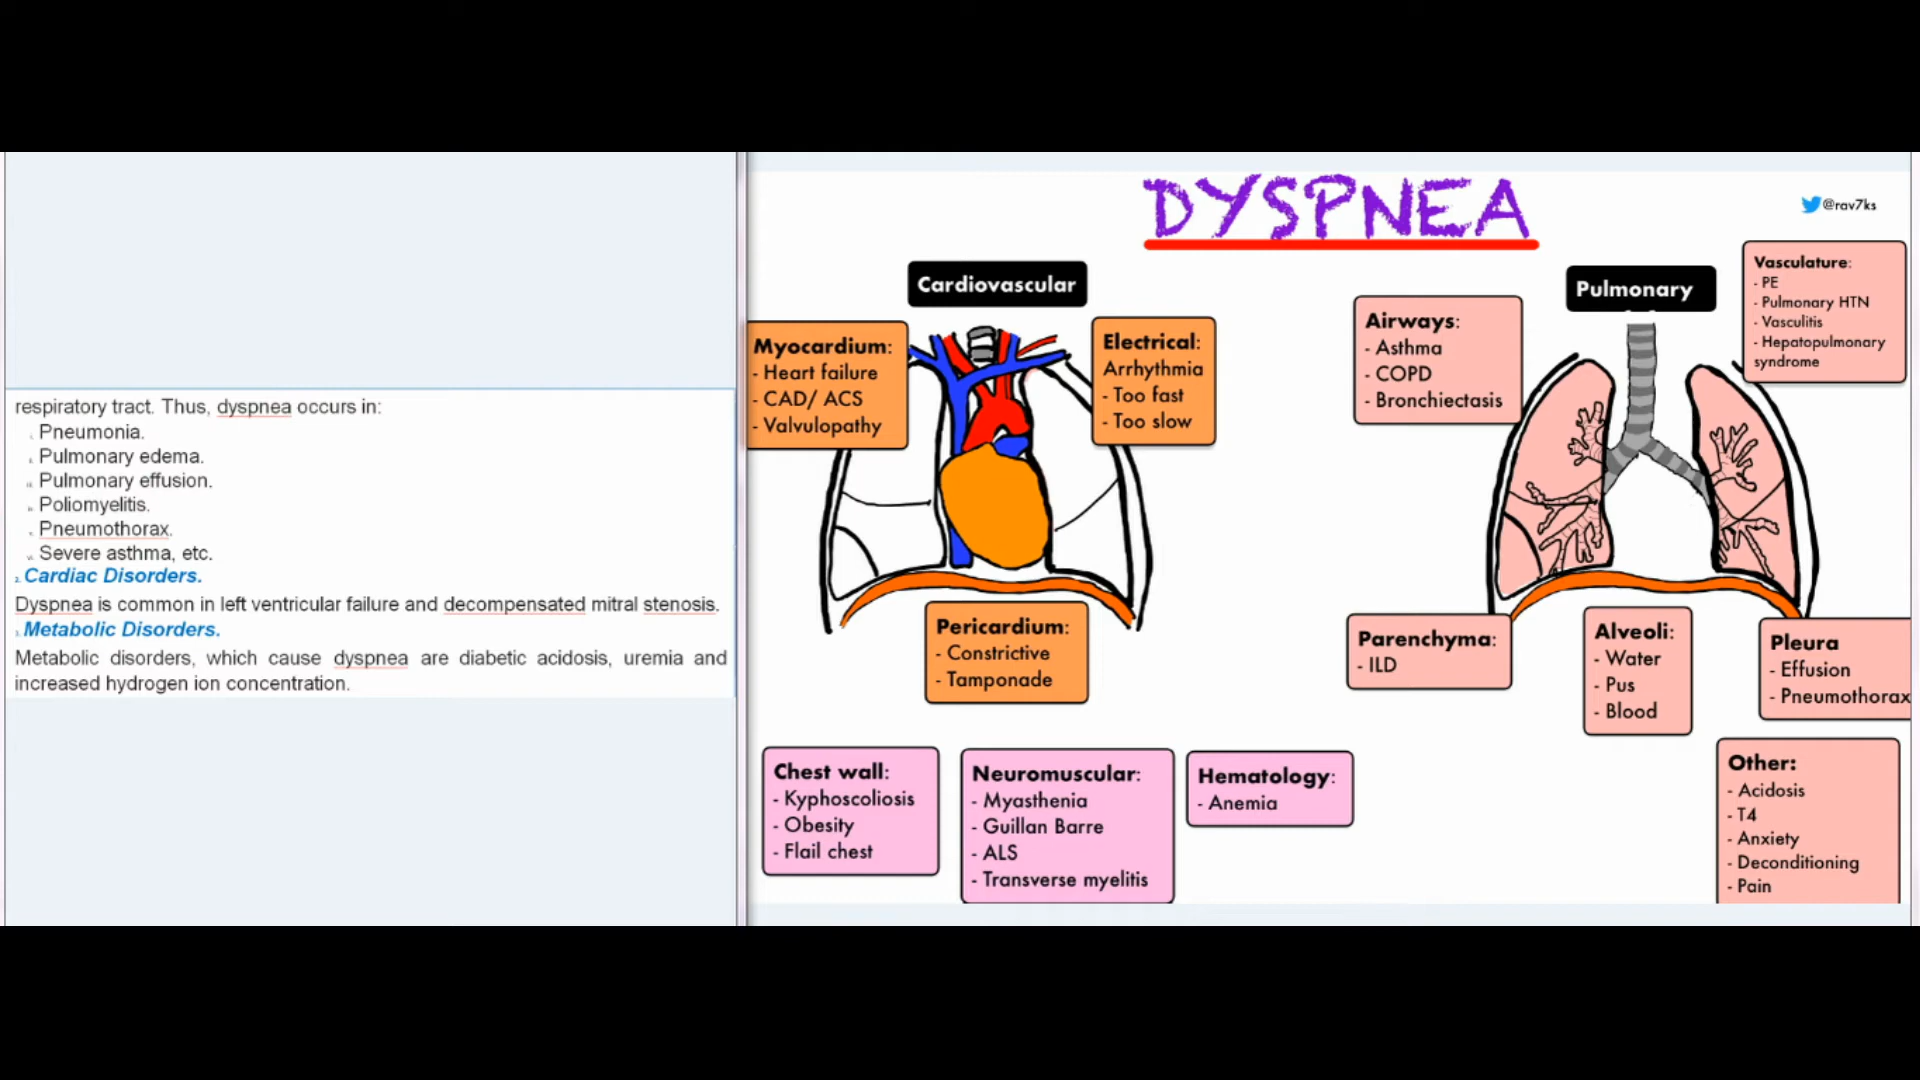 respiratory tract. Thus, dyspnea occurs in:
Pneumonia.
Pulmonary edema.
Pulmonary effusion.
Poliomyelitis.
Pneumothorax.
Severe asthma, etc.
2. Cardiac Disorders.
Dyspnea is common in left ventricular failure and decompensated mitral stenosis.
3. Metabolic Disorders.
Metabolic disorders, which cause dyspnea are diabetic acidosis, uremia and
increased hydrogen ion concentration.
DYSPNEA
@rav7ks
Cardiovascular
Myocardium:
- Heart failure
- CAD/ ACS
- Valvulopathy
Electrical:
Arrhythmia
- Too fast
- Too slow
Pericardium:
- Constrictive
- Tamponade
Pulmonary
Airways:
- Asthma
- COPD
- Bronchiectasis
Vasculature:
- PE
- Pulmonary HTN
- Vasculitis
- Hepatopulmonary
syndrome
Parenchyma:
- ILD
Alveoli:
- Water
- Pus
- Blood
Pleura
- Effusion
- Pneumothorax
Chest wall:
- Kyphoscoliosis
- Obesity
- Flail chest
Neuromuscular:
- Myasthenia
- Guillan Barre
- ALS
- Transverse myelitis
Hematology:
- Anemia
Other:
- Acidosis
- T4
- Anxiety
- Deconditioning
- Pain